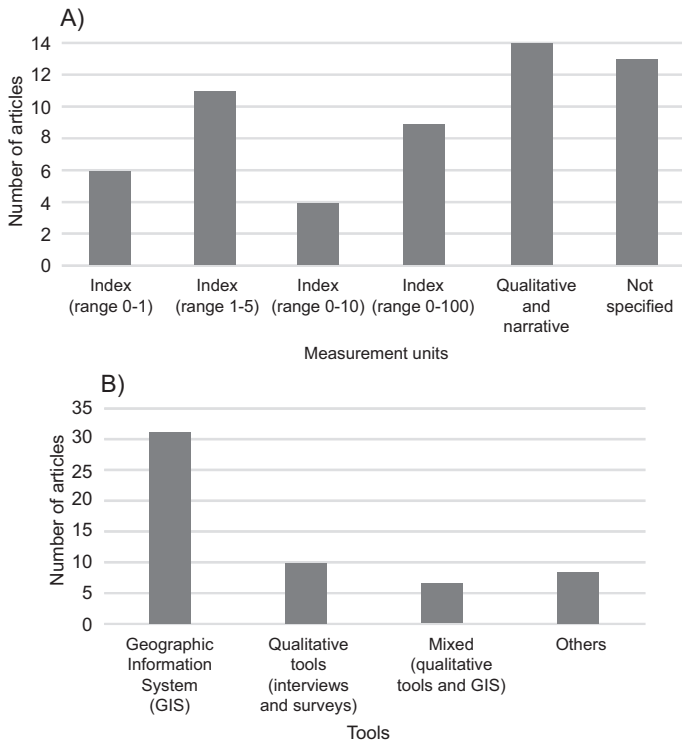 A)
Number of articles
14
12
10
8
6
4
2
0
Index
(range 0-1)
Index
(range 1-5)
Index
(range 0-10)
Index
(range 0-100)
Qualitative
and
narrative
Not
specified
Measurement units
B)
Number of articles
35
30
25
20
15
10
5
0
Geographic
Information
System
(GIS)
Qualitative
tools
(interviews
and surveys)
Mixed
(qualitative
tools and GIS)
Others
Tools